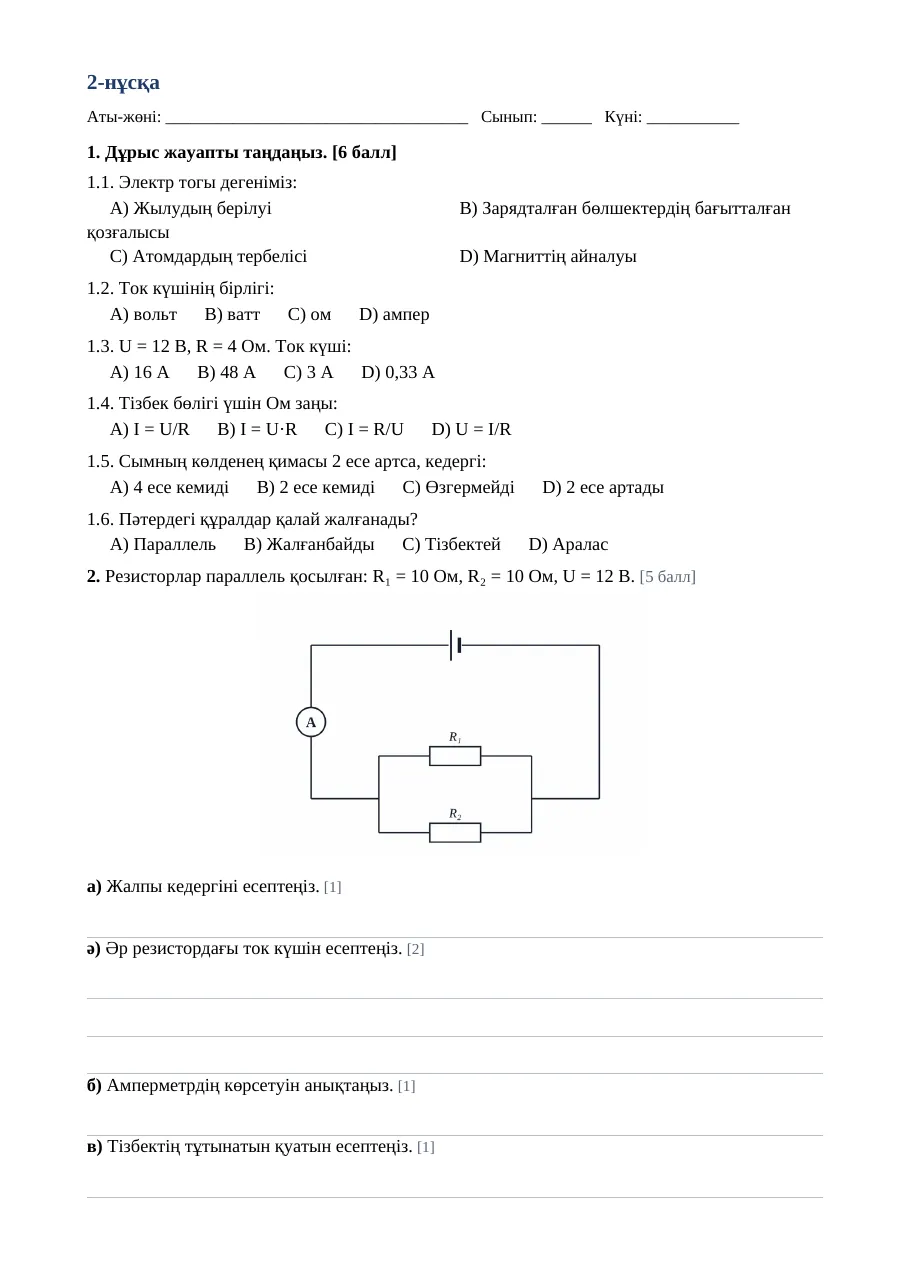 2-нұсқа
Аты-жөні: ____________________________________ Сынып: ______ Күні: ___________
1. Дұрыс жауапты таңдаңыз. [6 балл]
1.1. Электр тогы дегеніміз:
A) Жылудың берілуі B) Зарядталған бөлшектердің бағытталған
қозғалысы
C) Атомдардың тербелісі D) Магниттің айналуы
1.2. Ток күшінің бірлігі:
A) вольт B) ватт C) ом D) ампер
1.3. U = 12 В, R = 4 Ом. Ток күші:
A) 16 А B) 48 А C) 3 А D) 0,33 А
1.4. Тізбек бөлігі үшін Ом заңы:
A) I = U/R B) I = U·R C) I = R/U D) U = I/R
1.5. Сымның көлденең қимасы 2 есе артса, кедергі:
A) 4 есе кемиді B) 2 есе кемиді C) Өзгермейді D) 2 есе артады
1.6. Пәтердегі құралдар қалай жалғанады?
A) Параллель B) Жалғанбайды C) Тізбектей D) Аралас
2. Резисторлар параллель қосылған: R₁ = 10 Ом, R₂ = 10 Ом, U = 12 В. [5 балл]
A
R₁
R₂
а) Жалпы кедергіні есептеңіз. [1]
ә) Әр резистордағы ток күшін есептеңіз. [2]
б) Амперметрдің көрсетуін анықтаңыз. [1]
в) Тізбектің тұтынатын қуатын есептеңіз. [1]